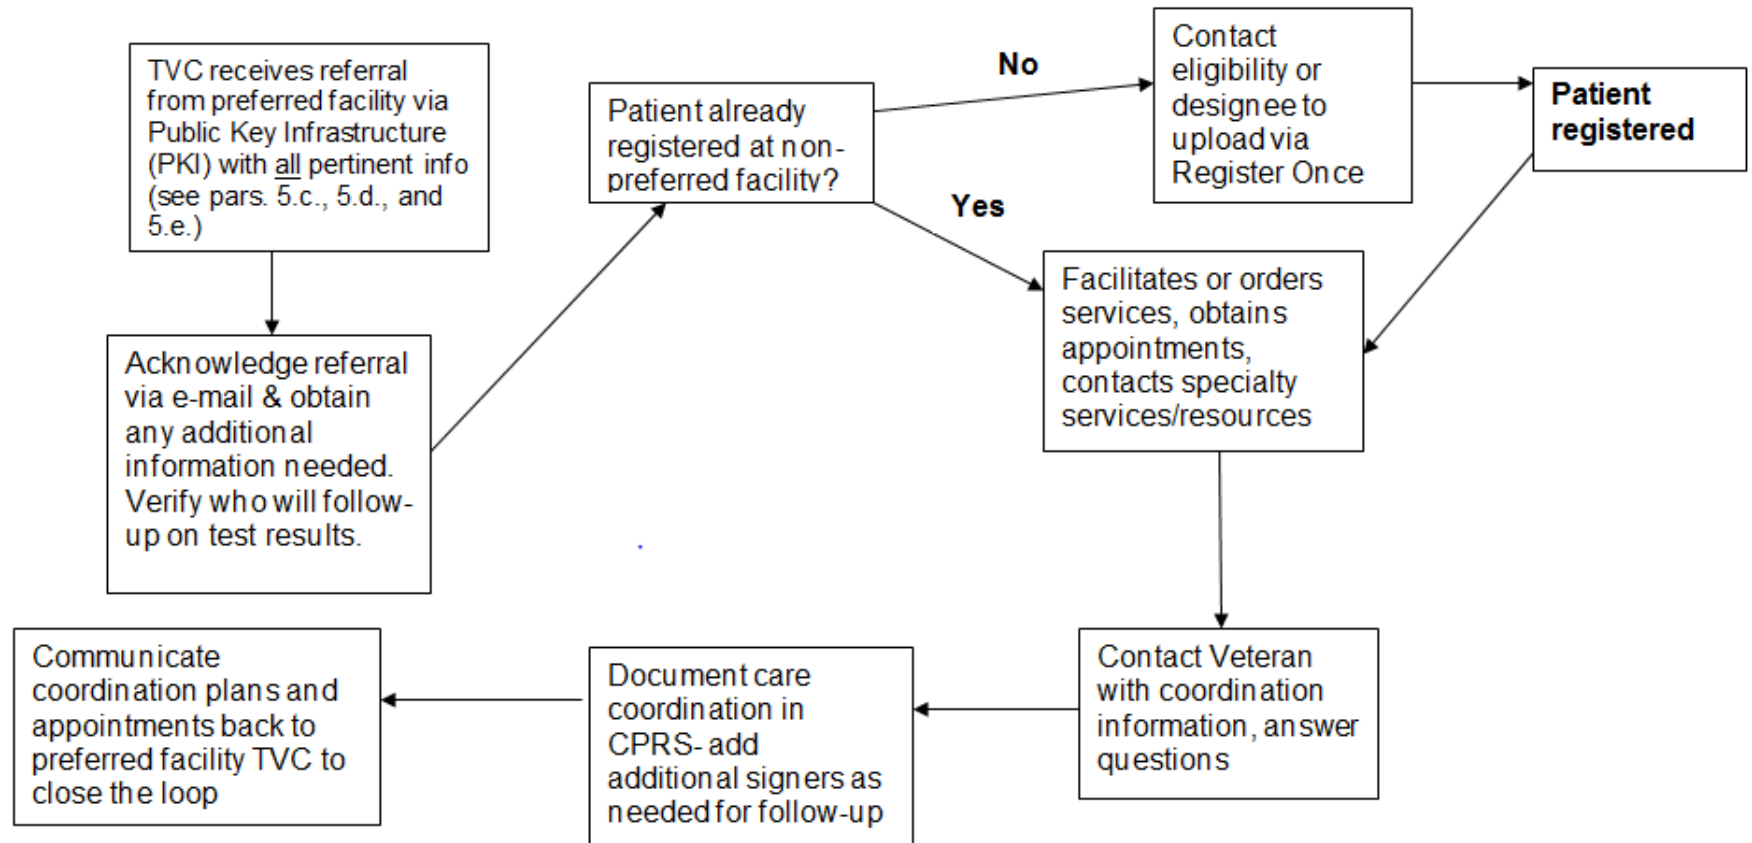 TVC receives referral
from preferred facility via
Public Key Infrastructure
(PKI) with all pertinent info
(see pars. 5.c., 5.d., and
5.e.)
Acknowledge referral
via e-mail & obtain
any additional
information needed.
Verify who will follow-
up on test results.
Patient already
registered at non-
preferred facility?
No
Yes
Contact
eligibility or
designee to
upload via
Register Once
Patient
registered
Facilitates or orders
services, obtains
appointments,
contacts specialty
services/resources
Contact Veteran
with coordination
information, answer
questions
Document care
coordination in
CPRS- add
additional signers as
needed for follow-up
Communicate
coordination plans and
appointments back to
preferred facility TVC to
close the loop